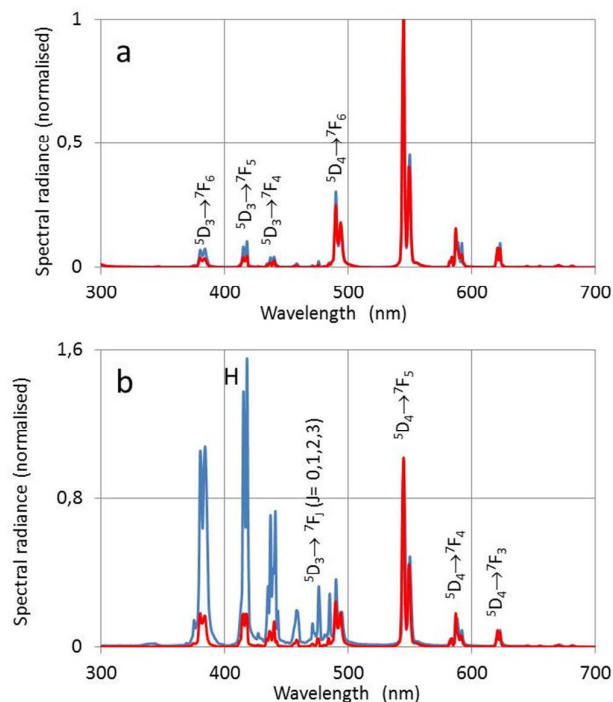 Spectral radiance (normalised)
1
0,5
0
a
⁵D₃→⁷F₆
⁵D₃→⁷F₅
⁵D₃→⁷F₄
⁵D₄→⁷F₆
300 400 500 600 700
Wavelength (nm)
Spectral radiance (normalised)
1,6
0,8
0
b
H
⁵D₃→⁷F_J (J= 0,1,2,3)
⁵D₄→⁷F₅
⁵D₄→⁷F₄
⁵D₄→⁷F₃
300 400 500 600 700
Wavelength (nm)